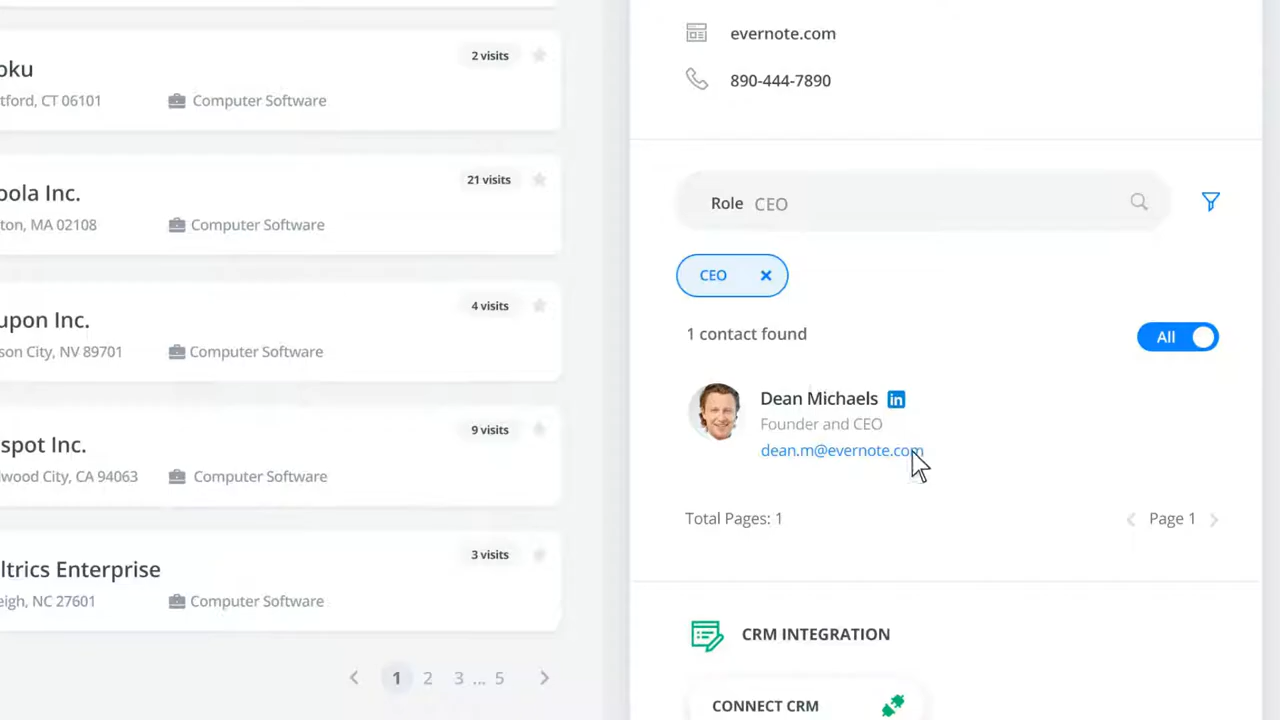 oku
tford, CT 06101
Computer Software
2 visits
oola Inc.
ton, MA 02108
Computer Software
21 visits
upon Inc.
son City, NV 89701
Computer Software
4 visits
spot Inc.
lwood City, CA 94063
Computer Software
9 visits
ltrics Enterprise
eigh, NC 27601
Computer Software
3 visits
1 2 3 ... 5
evernote.com
890-444-7890
Role CEO
CEO
1 contact found
All
Dean Michaels in
Founder and CEO
dean.m@evernote.com
Total Pages: 1
Page 1
CRM INTEGRATION
CONNECT CRM